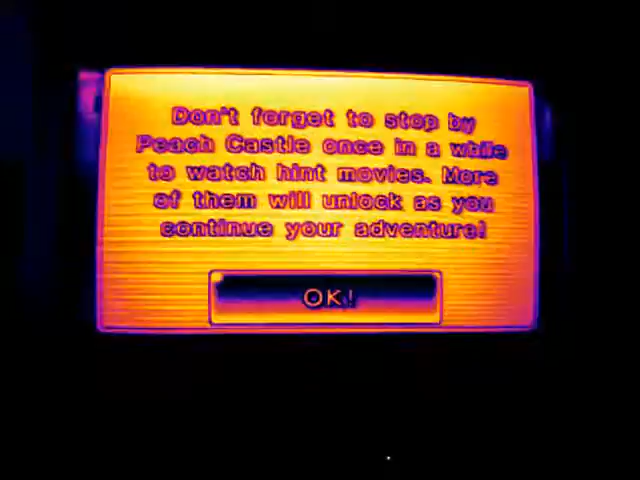 Don't forget to stop by
Peach Castle once in a while
to watch hint movies. More
of them will unlock as you
continue your adventure!
OK!